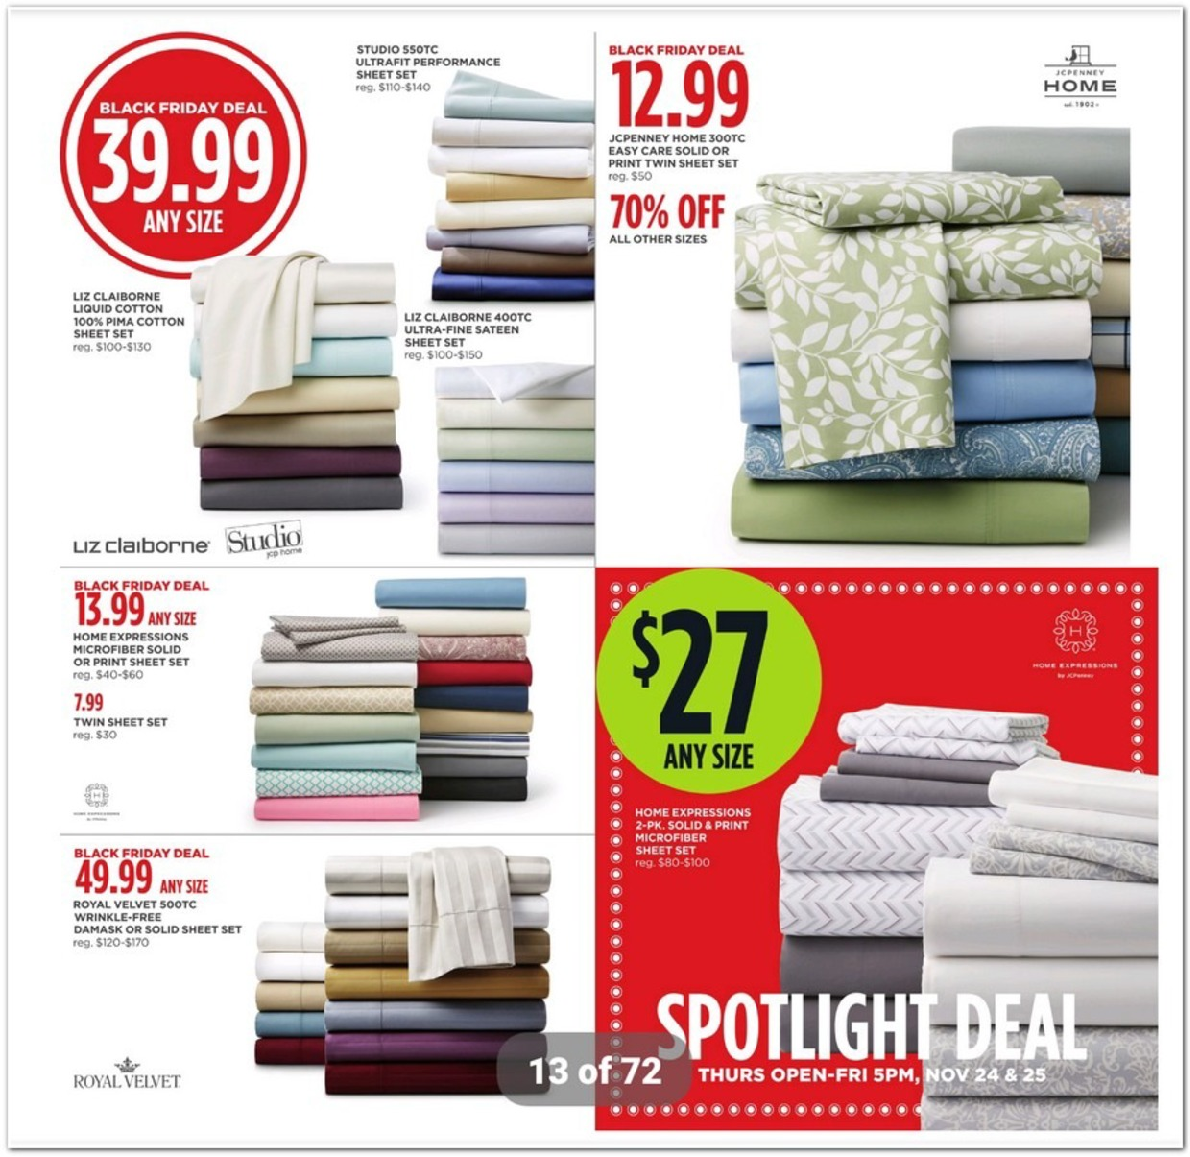 BLACK FRIDAY DEAL
39.99
ANY SIZE
STUDIO 550TC
ULTRAFIT PERFORMANCE
SHEET SET
reg. $110-$140
LIZ CLAIBORNE
LIQUID COTTON
100% PIMA COTTON
SHEET SET
reg. $100-$130
LIZ CLAIBORNE 400TC
ULTRA-FINE SATEEN
SHEET SET
reg. $100-$150
LIZ claiborne
Studio
jcp home
BLACK FRIDAY DEAL
12.99
JCPENNEY HOME 300TC
EASY CARE SOLID OR
PRINT TWIN SHEET SET
reg. $50
70% OFF
ALL OTHER SIZES
JCPENNEY
HOME
est. 1902
BLACK FRIDAY DEAL
13.99 ANY SIZE
HOME EXPRESSIONS
MICROFIBER SOLID
OR PRINT SHEET SET
reg. $40-$60
7.99
TWIN SHEET SET
reg. $30
H
HOME EXPRESSIONS
$27
ANY SIZE
H
HOME EXPRESSIONS
by JCPenney
HOME EXPRESSIONS
2-PK. SOLID & PRINT
MICROFIBER
SHEET SET
reg. $80-$100
BLACK FRIDAY DEAL
49.99 ANY SIZE
ROYAL VELVET 500TC
WRINKLE-FREE
DAMASK OR SOLID SHEET SET
reg. $120-$170
ROYAL VELVET
SPOTLIGHT DEAL
THURS OPEN-FRI 5PM, NOV 24 & 25
13 of 72